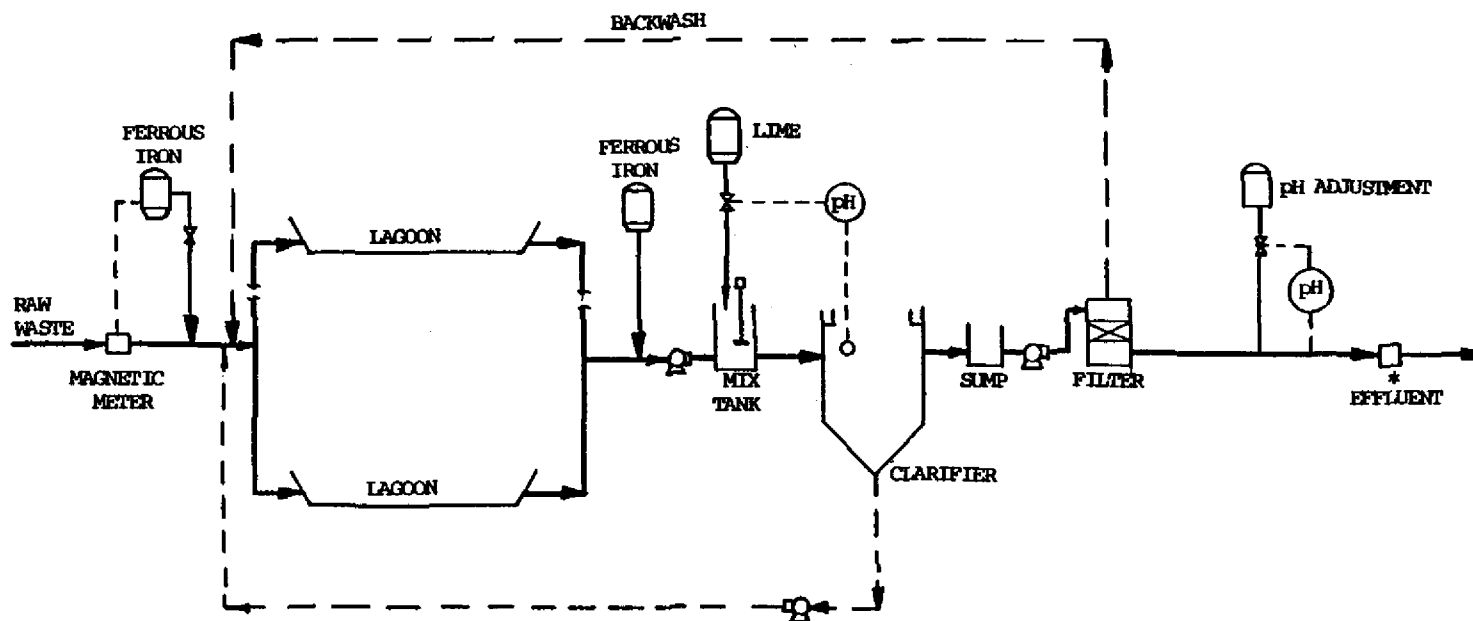 BACKWASH
FERROUS
IRON
LIME
FERROUS
IRON
pH
pH ADJUSTMENT
LAGOON
pH
RAW
WASTE
MAGNETIC
METER
MIX
TANK
SUMP
FILTER
*
EFFLUENT
LAGOON
CLARIFIER